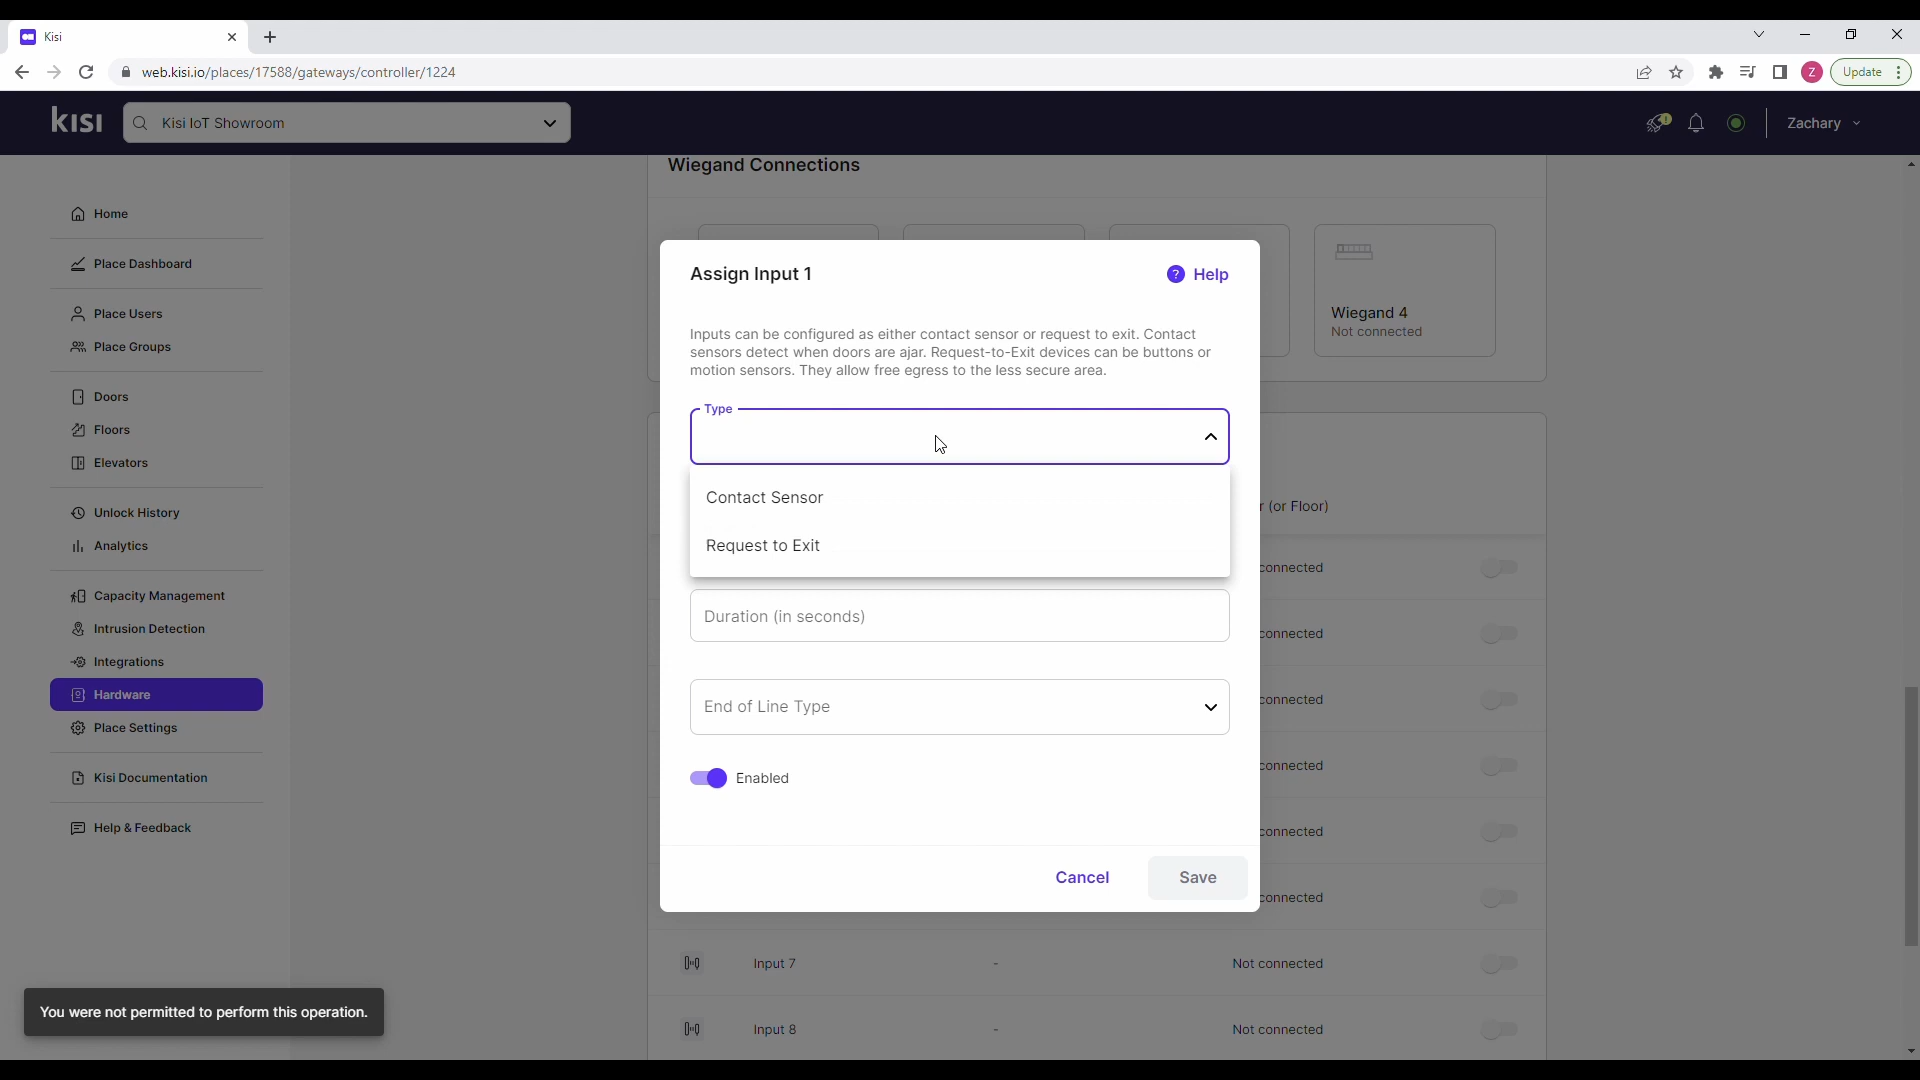 Kisi
web.kisi.io/places/17588/gateways/controller/1224
Z
Update
kisi
Kisi IoT Showroom
Zachary
Home
Place Dashboard
Place Users
Place Groups
Doors
Floors
Elevators
Unlock History
Analytics
Capacity Management
Intrusion Detection
Integrations
Hardware
Place Settings
Kisi Documentation
Help & Feedback
You were not permitted to perform this operation.
Wiegand Connections
Wiegand 4
Not connected
Assign Input 1
? Help
Inputs can be configured as either contact sensor or request to exit. Contact
sensors detect when doors are ajar. Request-to-Exit devices can be buttons or
motion sensors. They allow free egress to the less secure area.
Type
Contact Sensor
Request to Exit
Duration (in seconds)
End of Line Type
Enabled
Cancel
Save
r (or Floor)
connected
connected
connected
connected
connected
connected
Input 7 - Not connected
Input 8 - Not connected